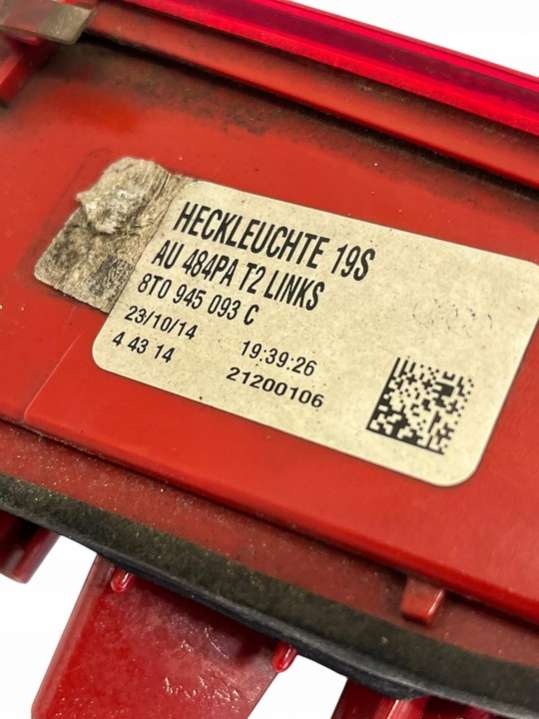 HECKLEUCHTE 19S
AU 484PA T2 LINKS
8T0 945 093 C
23/10/14 19:39:26
4 43 14 21200106